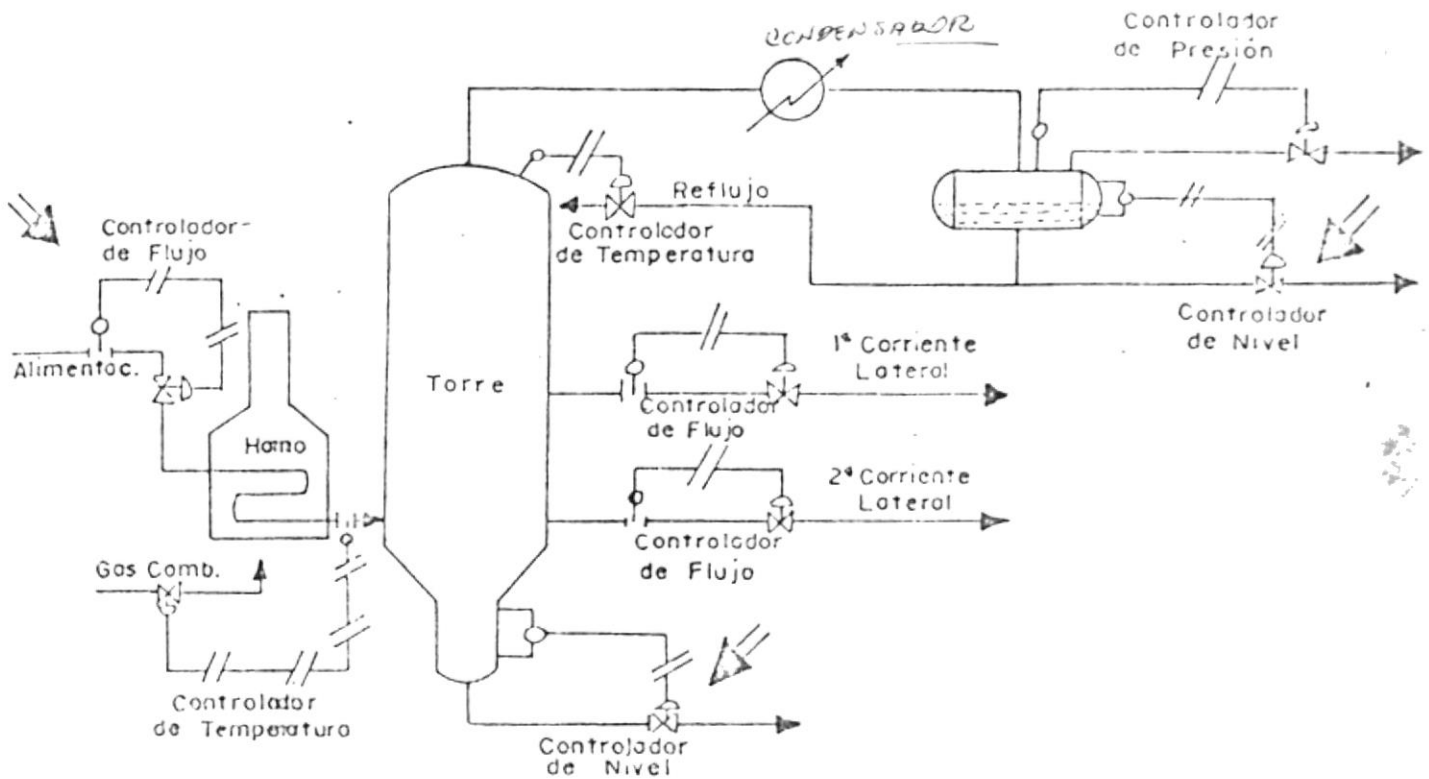 CONDENSADOR
Controlador
de Presión
Controlador
de Flujo
Reflujo
Controlador
de Temperatura
Controlador
de Nivel
Alimentac.
Torre
1ª Corriente
Lateral
Controlador
de Flujo
Horno
2ª Corriente
Lateral
Controlador
de Flujo
Gas Comb.
Controlador
de Temperatura
Controlador
de Nivel